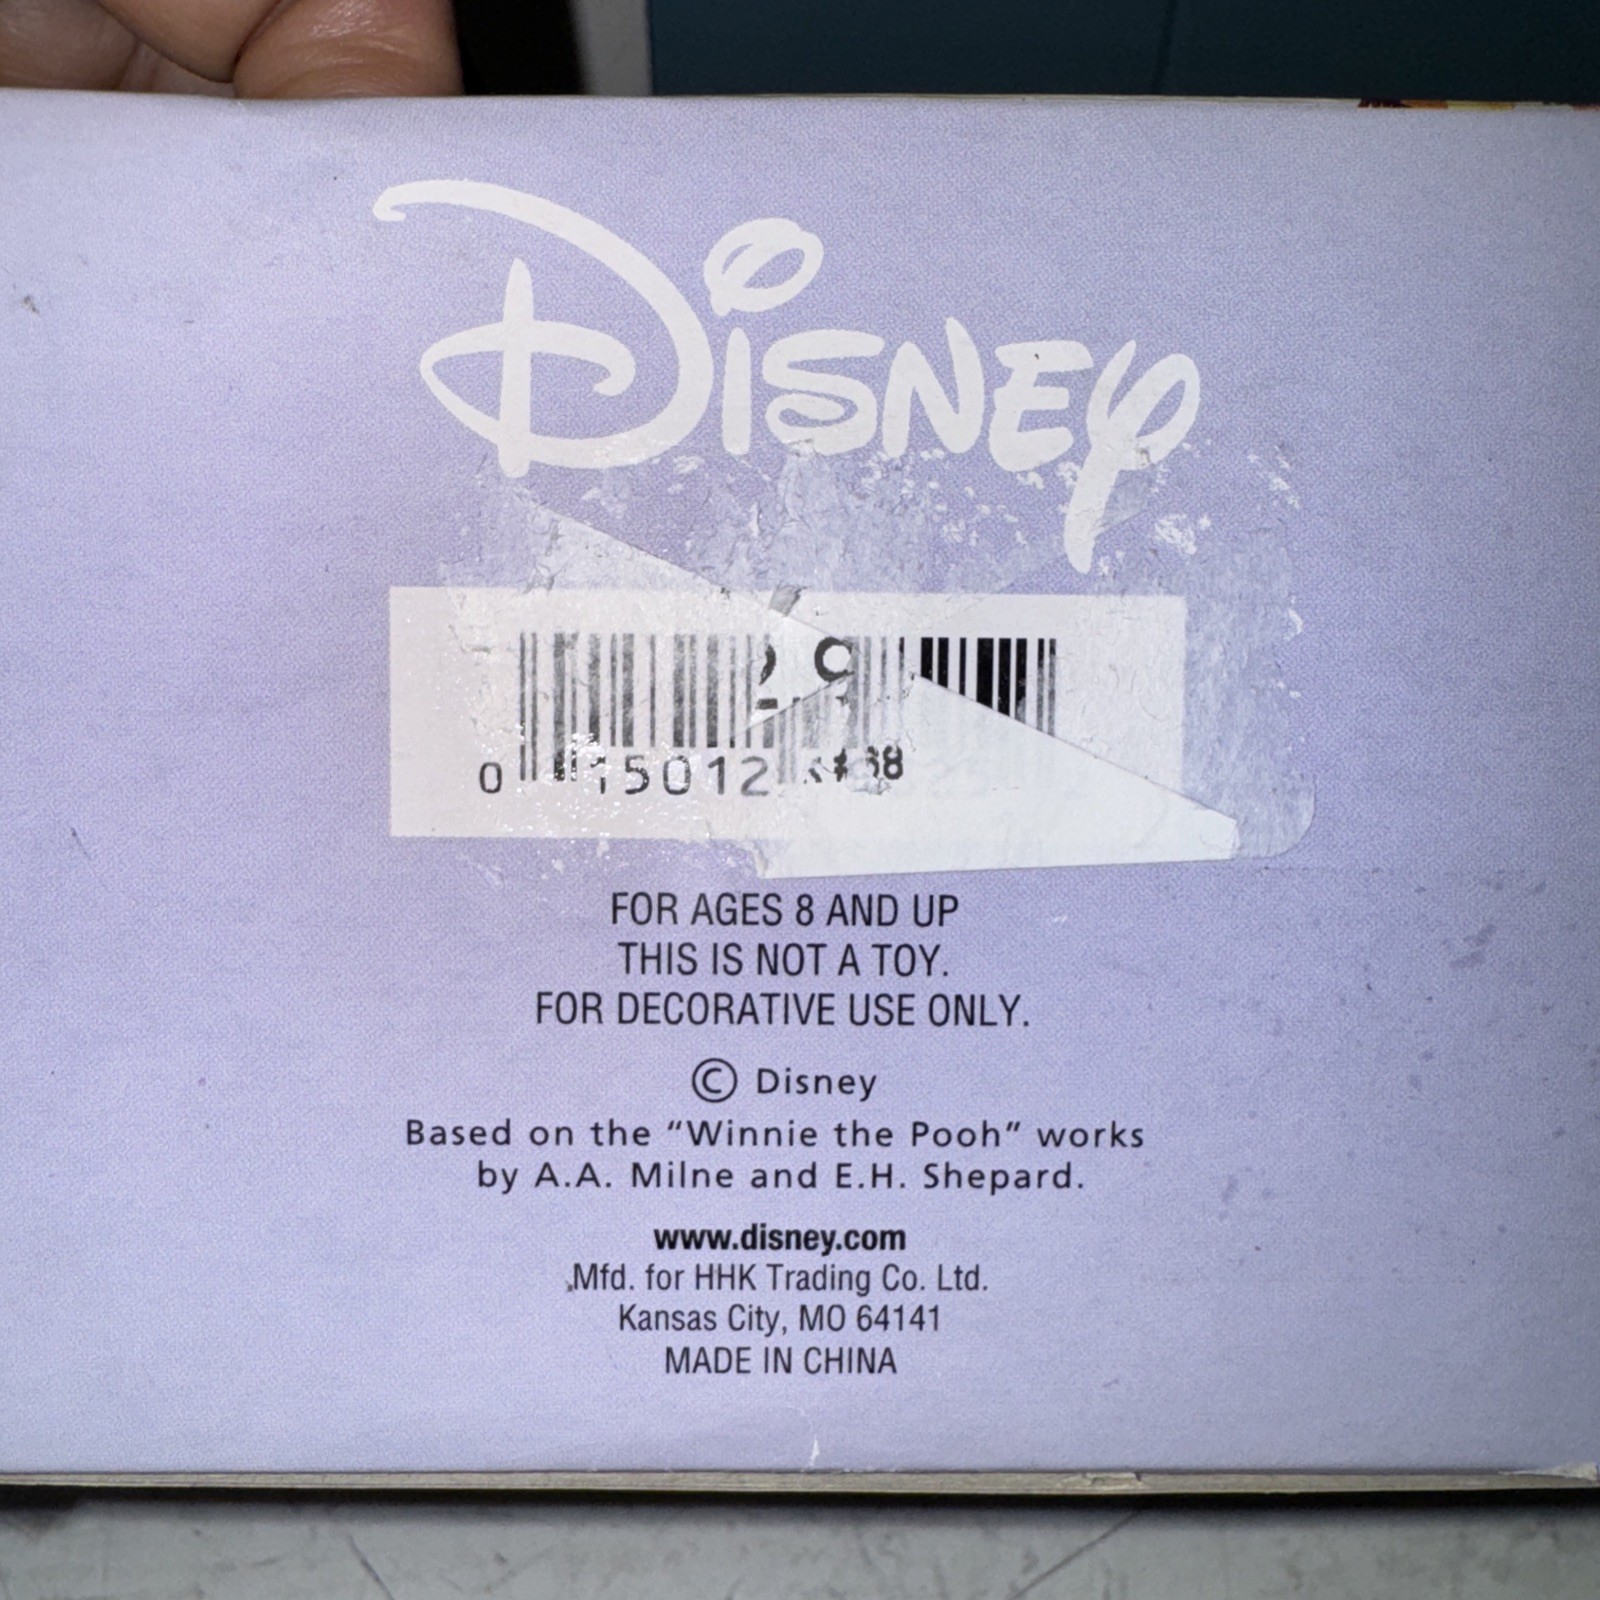 Disney
0 15012
FOR AGES 8 AND UP
THIS IS NOT A TOY.
FOR DECORATIVE USE ONLY.
© Disney
Based on the “Winnie the Pooh” works
by A.A. Milne and E.H. Shepard.
www.disney.com
Mfd. for HHK Trading Co. Ltd.
Kansas City, MO 64141
MADE IN CHINA